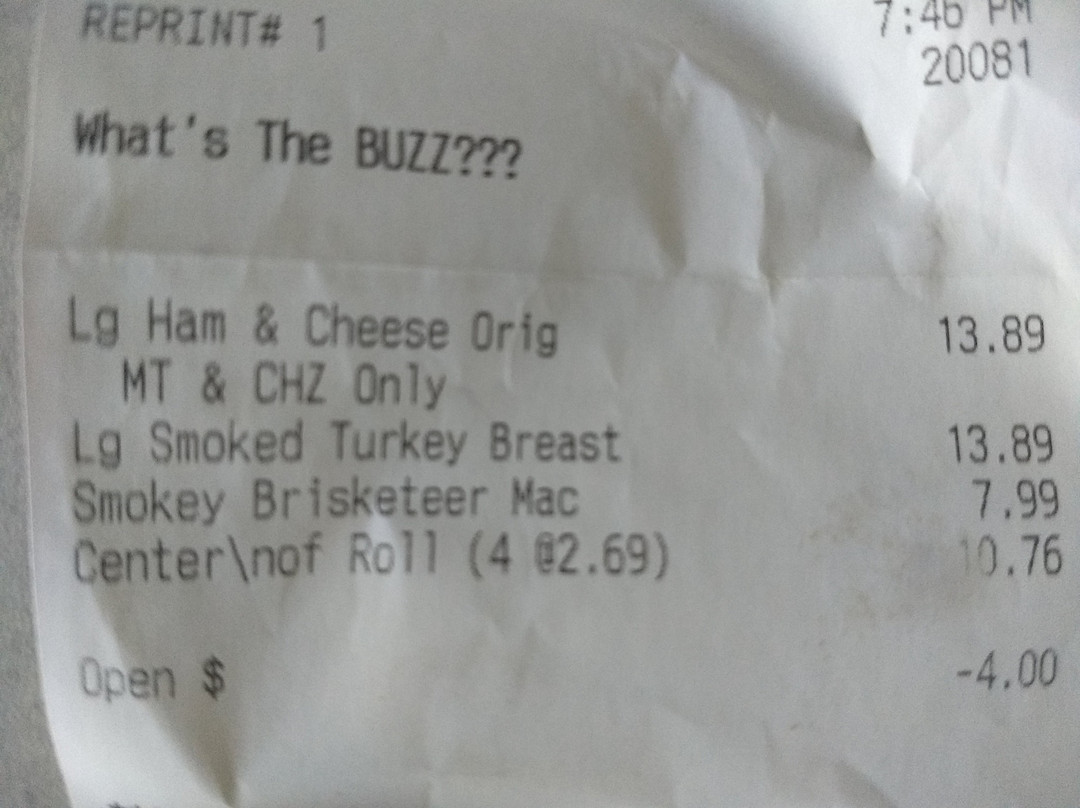 REPRINT# 1 7:46 PM
20081
What's The BUZZ???
Lg Ham & Cheese Orig 13.89
MT & CHZ Only
Lg Smoked Turkey Breast 13.89
Smokey Brisketeer Mac 7.99
Center\nof Roll (4 @2.69) 10.76
Open $ -4.00